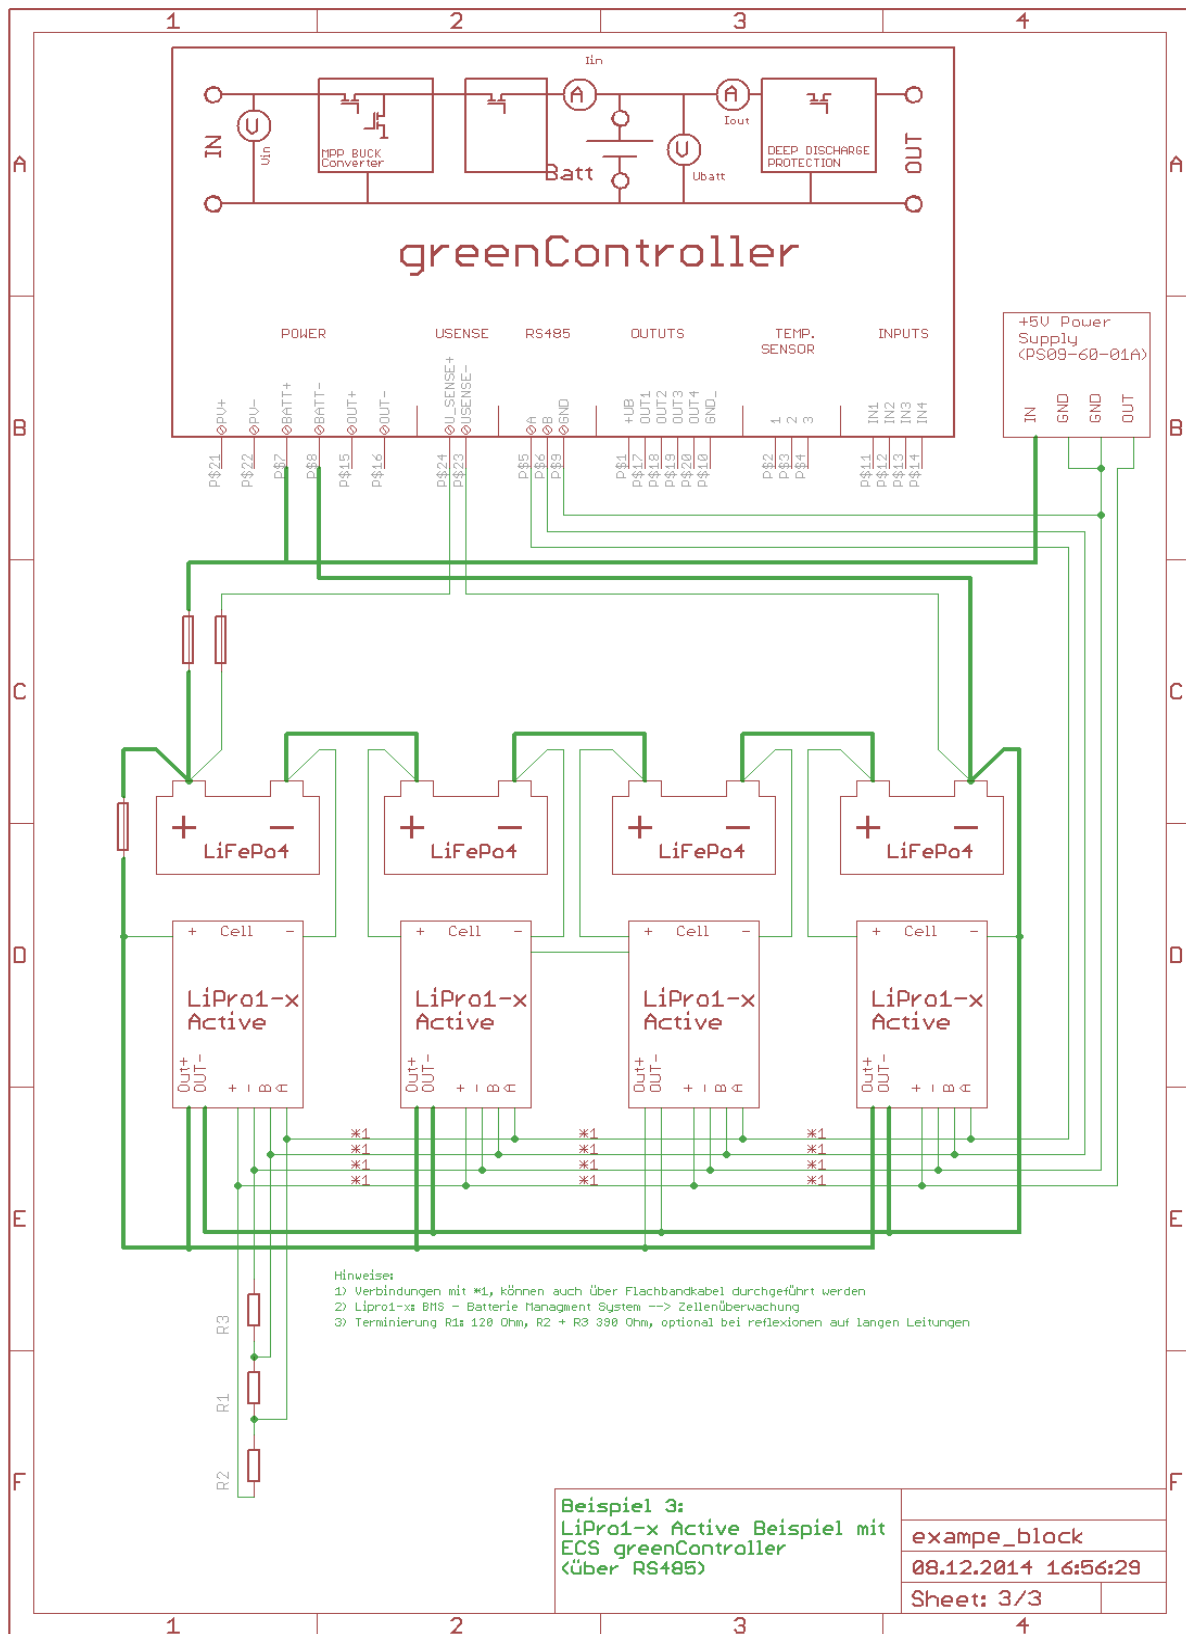 1 2 3 4
A A
B B
C C
D D
E E
F F
Iin
IN
Vin
MPP BUCK
Converter
Batt
Iout
Ubatt
DEEP DISCHARGE
PROTECTION
OUT
V A V A
greenController
POWER USENSE RS485 OUTUTS TEMP.
SENSOR INPUTS
PV+ PV- BATT+ BATT- OUT+ OUT- U_SENSE+ USENSE- A B GND +UB OUT1 OUT2 OUT3 OUT4 GND_ 1 2 3 IN1 IN2 IN3 IN4
P$21 P$22 P$7 P$8 P$15 P$16 P$24 P$23 P$5 P$6 P$9 P$1 P$17 P$18 P$19 P$20 P$10 P$2 P$3 P$4 P$11 P$12 P$13 P$14
+5V Power
Supply
(PS09-60-01A)
IN GND GND OUT
+ - + - + - + -
LiFePo4 LiFePo4 LiFePo4 LiFePo4
+ Cell - + Cell - + Cell - + Cell -
LiPro1-x LiPro1-x LiPro1-x LiPro1-x
Active Active Active Active
Out+ OUT- + - B A Out+ OUT- + - B A Out+ OUT- + - B A Out+ OUT- + - B A
*1 *1 *1
*1 *1 *1
*1 *1 *1
*1 *1 *1
Hinweise:
1) Verbindungen mit *1, können auch über Flachbandkabel durchgeführt werden
2) Lipro1-x: BMS - Batterie Managment System --> Zellenüberwachung
3) Terminierung R1: 120 Ohm, R2 + R3 390 Ohm, optional bei reflexionen auf langen Leitungen
R3
R1
R2
Beispiel 3:
LiPro1-x Active Beispiel mit
ECS greenController
(über RS485)
exampe_block
08.12.2014 16:56:29
Sheet: 3/3
1 2 3 4